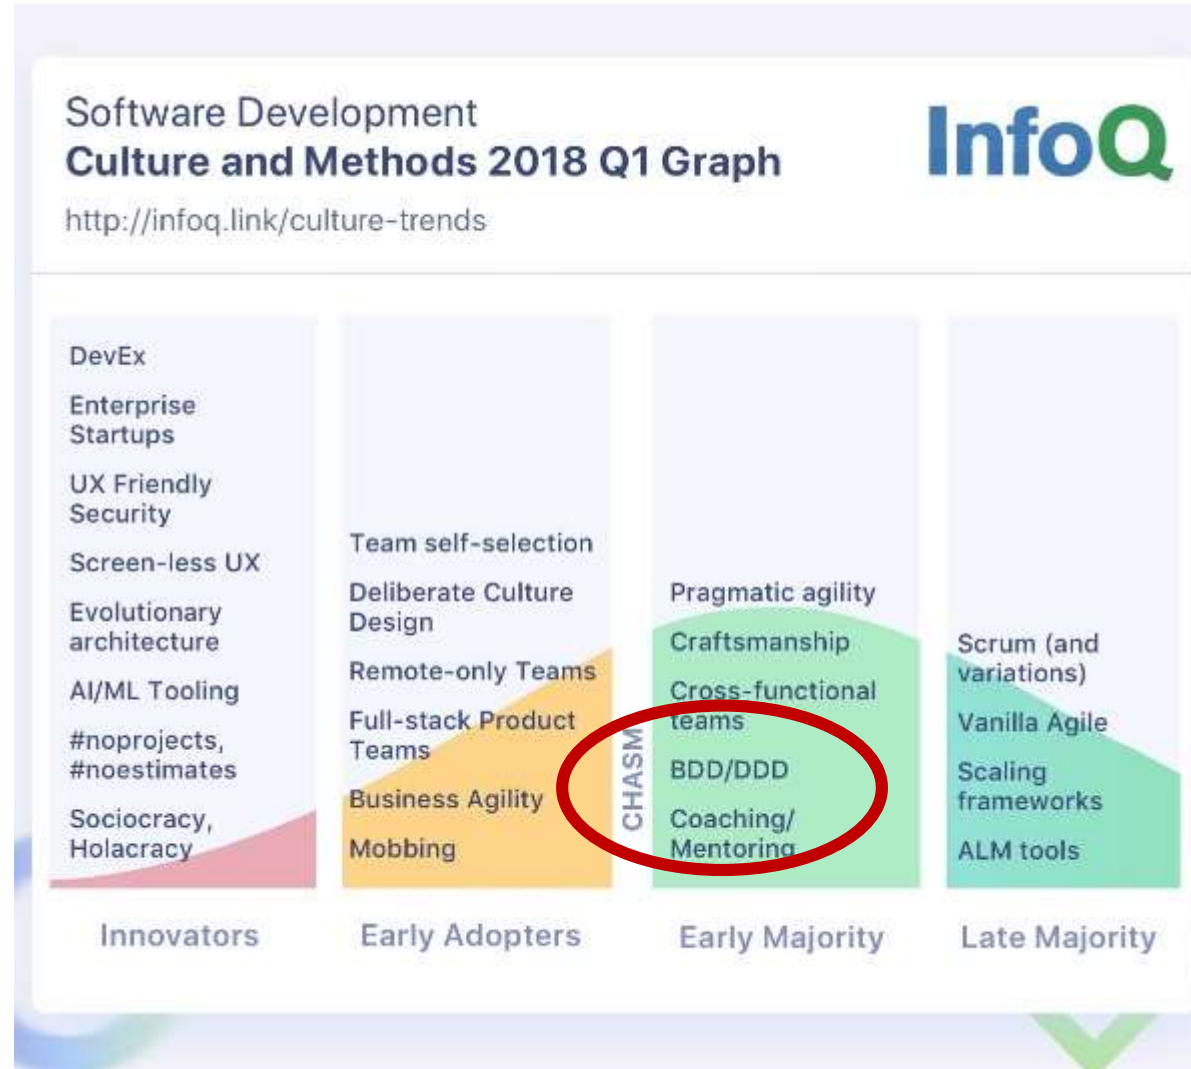 Software Development
Culture and Methods 2018 Q1 Graph
http://infoq.link/culture-trends
InfoQ
DevEx
Enterprise
Startups
UX Friendly
Security
Screen-less UX
Evolutionary
architecture
AI/ML Tooling
#noprojects,
#noestimates
Sociocracy,
Holacracy
Innovators
Team self-selection
Deliberate Culture
Design
Remote-only Teams
Full-stack Product
Teams
Business Agility
Mobbing
Early Adopters
CHASM
Pragmatic agility
Craftsmanship
Cross-functional
teams
BDD/DDD
Coaching/
Mentoring
Early Majority
Scrum (and
variations)
Vanilla Agile
Scaling
frameworks
ALM tools
Late Majority